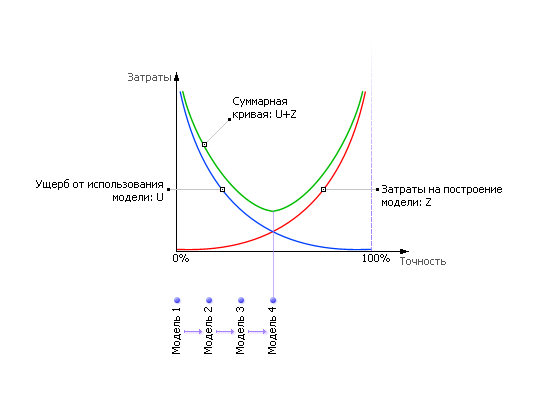 Затраты
Суммарная
кривая: U+Z
Ущерб от использования
модели: U
Затраты на построение
модели: Z
0%
100%
Точность
Модель 1
Модель 2
Модель 3
Модель 4